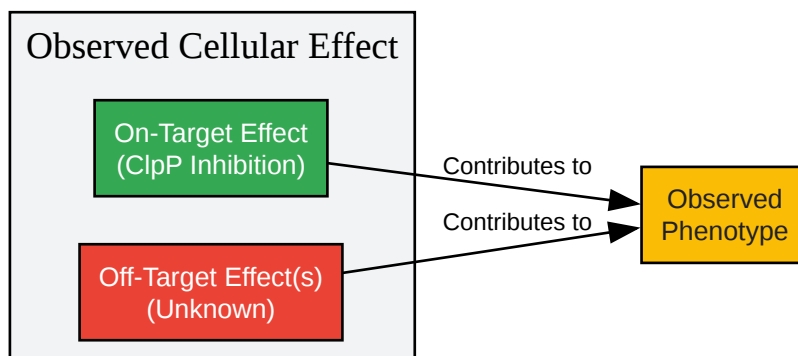 Observed Cellular Effect
On-Target Effect
(ClpP Inhibition)
Contributes to
Observed
Phenotype
Contributes to
Off-Target Effect(s)
(Unknown)